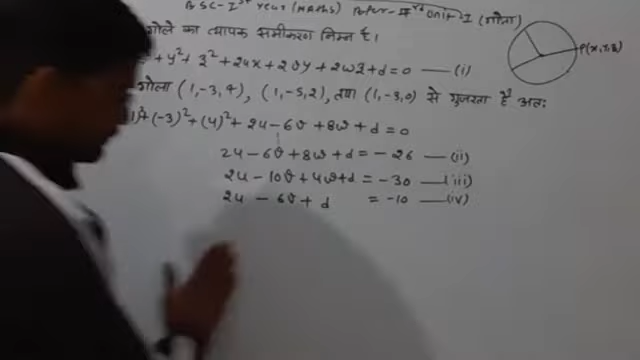 BSC-Ist Year (MATHS) Paper- Unit-I (गोला)
गोले का व्यापक समीकरण निम्न है।
+ y² + z² + 2ux + 2vy + 2wz + d = 0 —(i)
P(x,y,z)
गोला (1,-3,4), (1,-5,2), तथा (1,-3,0) से गुजरता है अतः
+ (-3)² + (4)² + 2u - 6v + 8w + d = 0
2u - 6v + 8w + d = -26 —(ii)
2u - 10v + 4w + d = -30 —(iii)
2u - 6v + d = -10 —(iv)